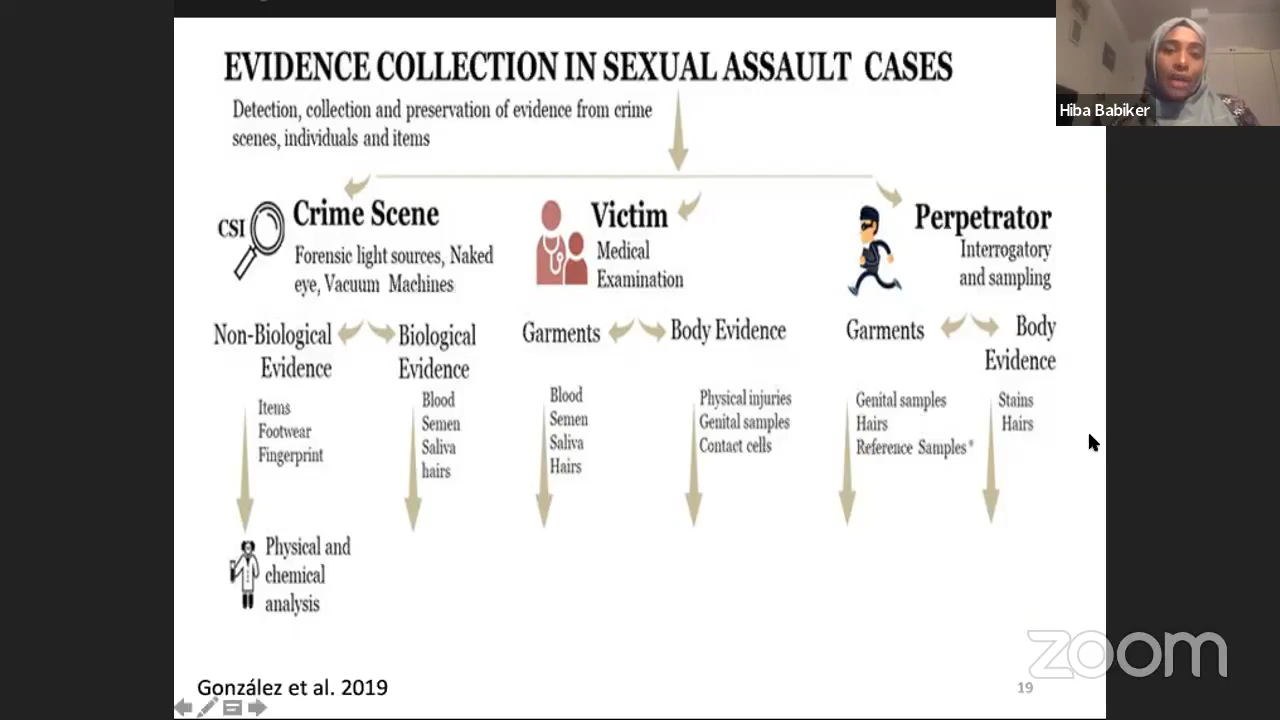 EVIDENCE COLLECTION IN SEXUAL ASSAULT CASES
Detection, collection and preservation of evidence from crime
scenes, individuals and items
Hiba Babiker
CSI
Crime Scene
Forensic light sources, Naked
eye, Vacuum Machines
Victim
Medical
Examination
Perpetrator
Interrogatory
and sampling
Non-Biological
Evidence
Biological
Evidence
Garments
Body Evidence
Garments
Body
Evidence
Items
Footwear
Fingerprint
Blood
Semen
Saliva
hairs
Blood
Semen
Saliva
Hairs
Physical injuries
Genital samples
Contact cells
Genital samples
Hairs
Reference Samples*
Stains
Hairs
Physical and
chemical
analysis
González et al. 2019
19
zoom